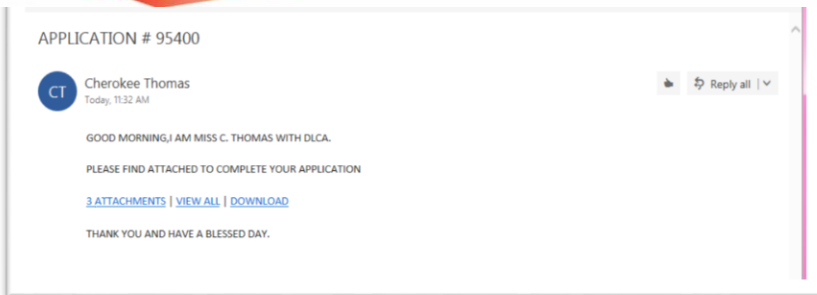 APPLICATION # 95400
CT
Cherokee Thomas
Today, 11:32 AM
Reply all
GOOD MORNING,I AM MISS C. THOMAS WITH DLCA.
PLEASE FIND ATTACHED TO COMPLETE YOUR APPLICATION
3 ATTACHMENTS | VIEW ALL | DOWNLOAD
THANK YOU AND HAVE A BLESSED DAY.